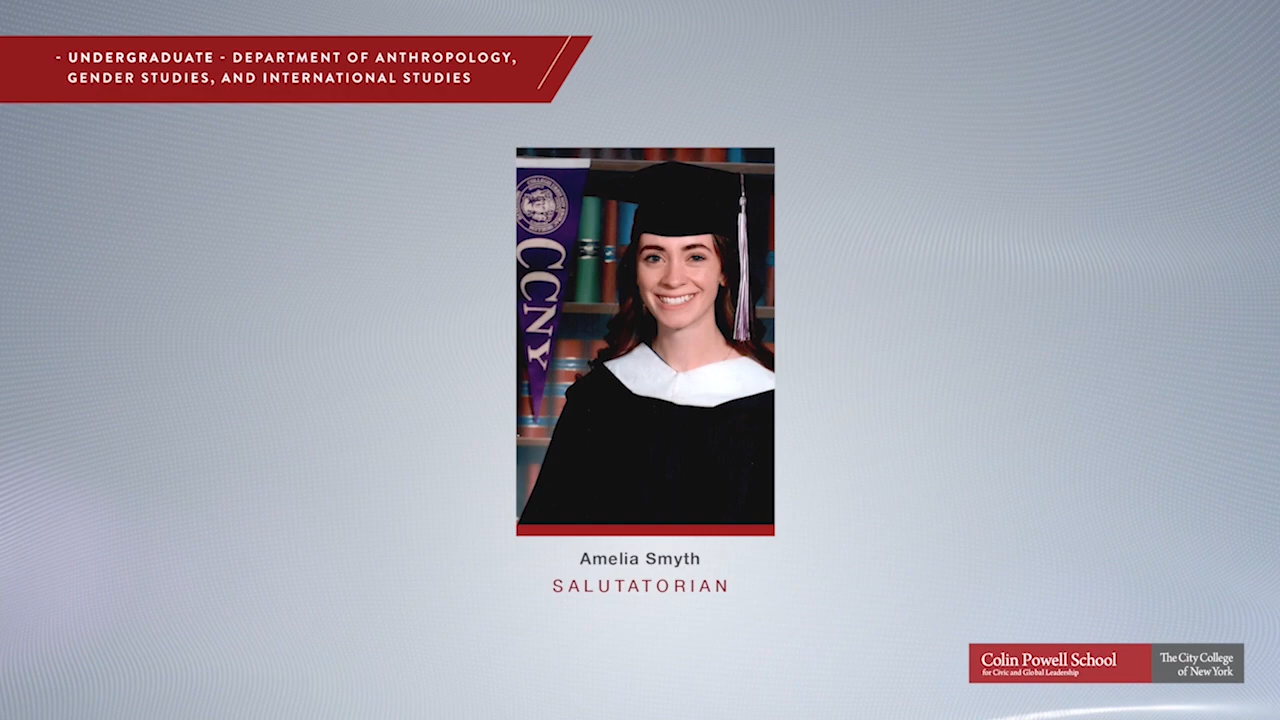 - UNDERGRADUATE - DEPARTMENT OF ANTHROPOLOGY,
GENDER STUDIES, AND INTERNATIONAL STUDIES
CCNY
Amelia Smyth
SALUTATORIAN
Colin Powell School
for Civic and Global Leadership
The City College
of New York